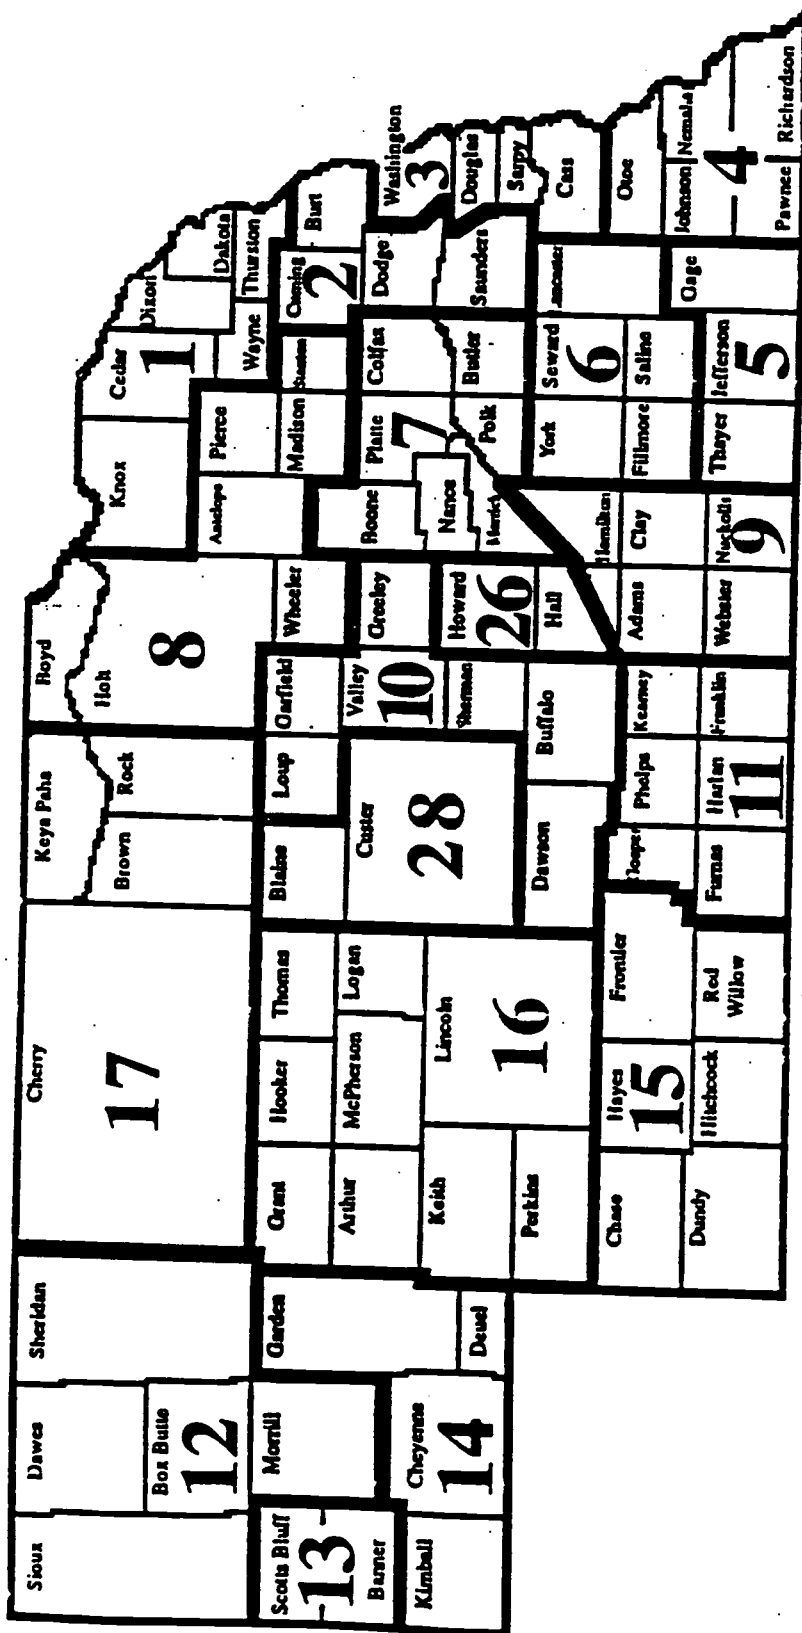 Sioux
Dawes
Sheridan
Box Butte
12
Scotts Bluff
13
Banner
Morrill
Garden
Kimball
Cheyenne
14
Deuel
Cherry
17
Keya Paha
Brown
Rock
Boyd
Holt
8
Wheeler
Grant
Hooker
Thomas
Arthur
McPherson
Logan
Keith
Lincoln
16
Perkins
Chase
Hayes
15
Frontier
Dundy
Hitchcock
Red
Willow
Blaine
Loup
Garfield
Custer
28
Valley
10
Greeley
Sherman
Howard
26
Hall
Dawson
Buffalo
Phelps
Kearney
Furnas
Harlan
Franklin
11
Knox
Cedar
1
Dixon
Dakota
Thurston
Wayne
Pierce
Antelope
Madison
Cuming
2
Burt
Dodge
Washington
3
Douglas
Sarpy
Saunders
Cass
Boone
Platte
7
Colfax
Nance
Butler
Polk
Merrick
Hamilton
York
Seward
6
Lancaster
Otoe
Adams
Clay
Fillmore
Saline
Johnson
Nemaha
4
Webster
Nuckolls
9
Thayer
Jefferson
5
Gage
Pawnee
Richardson